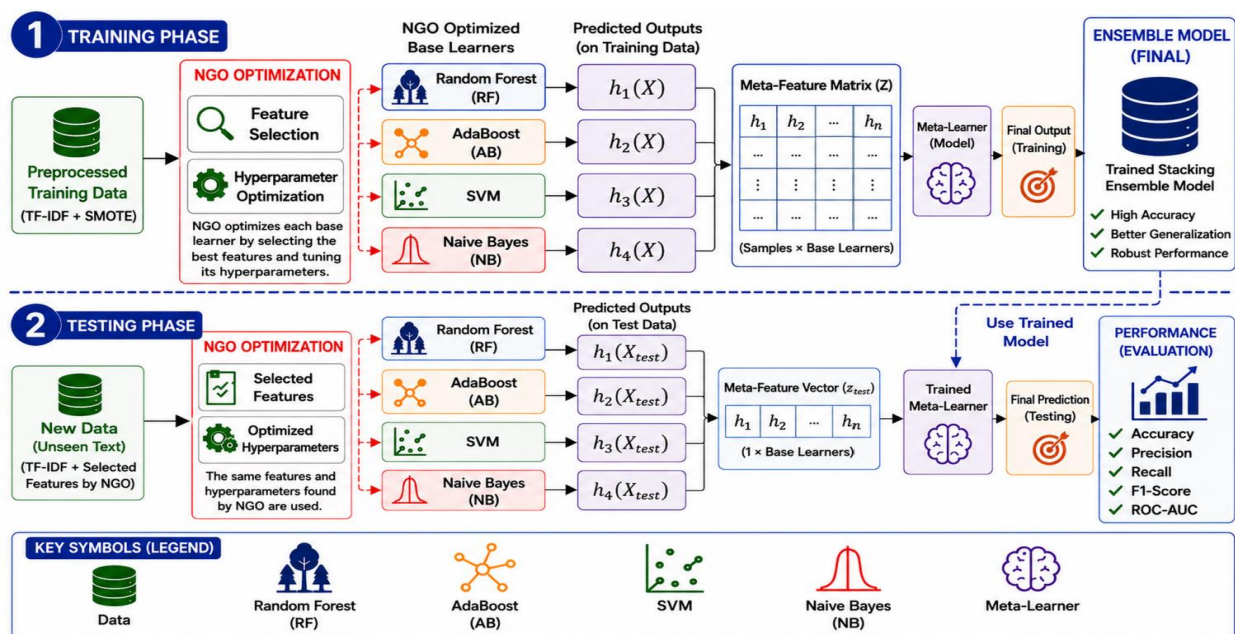 1 TRAINING PHASE
Preprocessed
Training Data
(TF-IDF + SMOTE)
NGO OPTIMIZATION
Feature
Selection
Hyperparameter
Optimization
NGO optimizes each base
learner by selecting the
best features and tuning
its hyperparameters.
NGO Optimized
Base Learners
Random Forest
(RF)
AdaBoost
(AB)
SVM
Naive Bayes
(NB)
Predicted Outputs
(on Training Data)
h₁(X)
h₂(X)
h₃(X)
h₄(X)
Meta-Feature Matrix (Z)
h₁ h₂ ... hₙ
... ... ... ...
⋮ ⋮ ⋮ ⋮
... ... ... ...
(Samples × Base Learners)
Meta-Learner
(Model)
Final Output
(Training)
ENSEMBLE MODEL
(FINAL)
Trained Stacking
Ensemble Model
✓ High Accuracy
✓ Better Generalization
✓ Robust Performance
2 TESTING PHASE
New Data
(Unseen Text)
(TF-IDF + Selected
Features by NGO)
NGO OPTIMIZATION
Selected
Features
Optimized
Hyperparameters
The same features and
hyperparameters found
by NGO are used.
Random Forest
(RF)
AdaBoost
(AB)
SVM
Naive Bayes
(NB)
Predicted Outputs
(on Test Data)
h₁(X_test)
h₂(X_test)
h₃(X_test)
h₄(X_test)
Meta-Feature Vector (z_test)
h₁ h₂ ... hₙ
(1 × Base Learners)
Use Trained
Model
Trained
Meta-Learner
Final Prediction
(Testing)
PERFORMANCE
(EVALUATION)
✓ Accuracy
✓ Precision
✓ Recall
✓ F1-Score
✓ ROC-AUC
KEY SYMBOLS (LEGEND)
Data
Random Forest
(RF)
AdaBoost
(AB)
SVM
Naive Bayes
(NB)
Meta-Learner